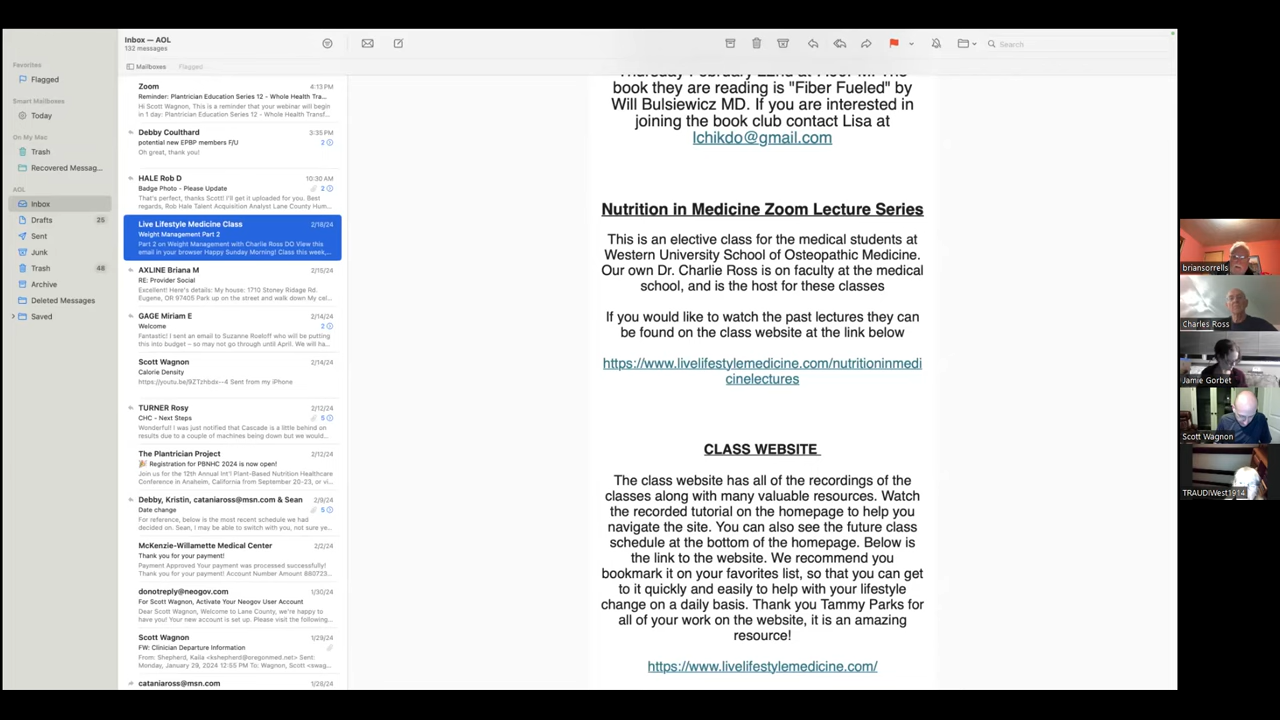 Inbox — AOL
132 messages
Search
Mailboxes
Flagged
Favorites
Flagged
Smart Mailboxes
Today
On My Mac
Trash
Recovered Messag...
AOL
Inbox
Drafts 25
Sent
Junk
Trash 48
Archive
Deleted Messages
Saved
Zoom 4:13 PM
Reminder: Plantrician Education Series 12 - Whole Health Tra...
Hi Scott Wagnon, This is a reminder that your webinar will begin
in 1 day: Plantrician Education Series 12 - Whole Health Transf...
Debby Coulthard 3:35 PM
potential new EPBP members F/U 2
Oh great, thank you!
HALE Rob D 10:30 AM
Badge Photo - Please Update 2
That's perfect, thanks Scott! I'll get it uploaded for you. Best
regards, Rob Hale Talent Acquisition Analyst Lane County Hum...
Live Lifestyle Medicine Class 2/18/24
Weight Management Part 2
Part 2 on Weight Management with Charlie Ross DO View this
email in your browser Happy Sunday Morning! Class this week,...
AXLINE Briana M 2/15/24
RE: Provider Social
Excellent! Here's details: My house: 1710 Stoney Ridge Rd.
Eugene, OR 97405 Park up on the street and walk down My cel...
GAGE Miriam E 2/14/24
Welcome 2
Fantastic! I sent an email to Suzanne Roeloff who will be putting
this into budget – so may not go through until April. We will ha...
Scott Wagnon 2/14/24
Calorie Density
https://youtu.be/9ZTzhbdx--4 Sent from my iPhone
TURNER Rosy 2/12/24
CHC - Next Steps 5
Wonderful! I was just notified that Cascade is a little behind on
results due to a couple of machines being down but we would...
The Plantrician Project 2/12/24
🎉 Registration for PBNHC 2024 is now open!
Join us for the 12th Annual Int'l Plant-Based Nutrition Healthcare
Conference in Anaheim, California from September 20-23, or vi...
Debby, Kristin, cataniaross@msn.com & Sean 2/9/24
Date change 5
For reference, below is the most recent schedule we had
decided on. Sean, I may be able to switch with you, not sure ye...
McKenzie-Willamette Medical Center 2/2/24
Thank you for your payment!
Payment Approved Your payment was processed successfully!
Thank you for your payment! Account Number Amount 880723...
donotreply@neogov.com 1/30/24
For Scott Wagnon, Activate Your Neogov User Account
Dear Scott Wagnon, Welcome to Lane County, we're happy to
have you! Your new account is set up. Please visit the following...
Scott Wagnon 1/29/24
FW: Clinician Departure Information
From: Shepherd, Kaila <kshepherd@oregonmed.net> Sent:
Monday, January 29, 2024 12:55 PM To: Wagnon, Scott <swag...
cataniaross@msn.com 1/28/24
book they are reading is "Fiber Fueled" by
Will Bulsiewicz MD. If you are interested in
joining the book club contact Lisa at
lchikdo@gmail.com
Nutrition in Medicine Zoom Lecture Series
This is an elective class for the medical students at
Western University School of Osteopathic Medicine.
Our own Dr. Charlie Ross is on faculty at the medical
school, and is the host for these classes
If you would like to watch the past lectures they can
be found on the class website at the link below
https://www.livelifestylemedicine.com/nutritioninmedi
cinelectures
CLASS WEBSITE
The class website has all of the recordings of the
classes along with many valuable resources. Watch
the recorded tutorial on the homepage to help you
navigate the site. You can also see the future class
schedule at the bottom of the homepage. Below is
the link to the website. We recommend you
bookmark it on your favorites list, so that you can get
to it quickly and easily to help with your lifestyle
change on a daily basis. Thank you Tammy Parks for
all of your work on the website, it is an amazing
resource!
https://www.livelifestylemedicine.com/
briansorrells
Charles Ross
Jamie Gorbet
Scott Wagnon
TRAUDIWest1914